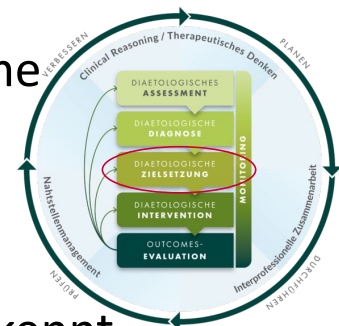 ne
VERBESSERN
PLANEN
Clinical Reasoning / Therapeutisches Denken
DIAETOLOGISCHES
ASSESSMENT
DIAETOLOGISCHE
DIAGNOSE
DIAETOLOGISCHE
ZIELSETZUNG
DIAETOLOGISCHE
INTERVENTION
OUTCOMES-
EVALUATION
MONITORING
Nahtstellenmanagement
Interprofessionelle Zusammenarbeit
PRÜFEN
DURCHFÜHREN